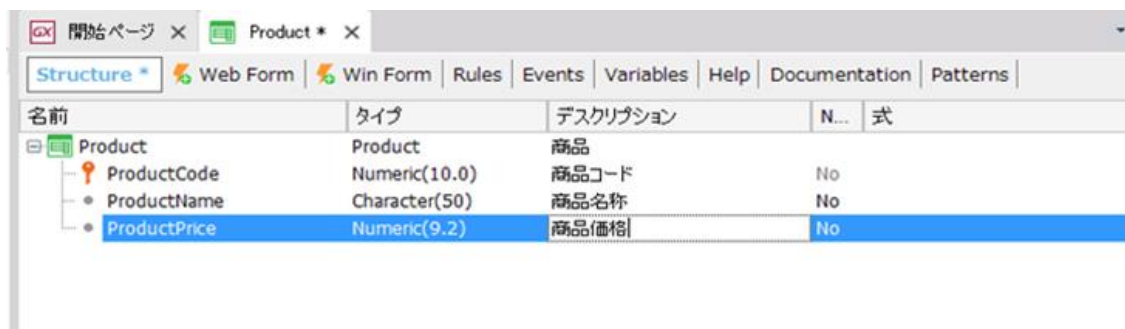 GX 開始ページ × Product * ×
Structure * Web Form Win Form Rules Events Variables Help Documentation Patterns
名前 タイプ デスクリプション N... 式
Product Product 商品
ProductCode Numeric(10.0) 商品コード No
ProductName Character(50) 商品名称 No
ProductPrice Numeric(9.2) 商品価格 No